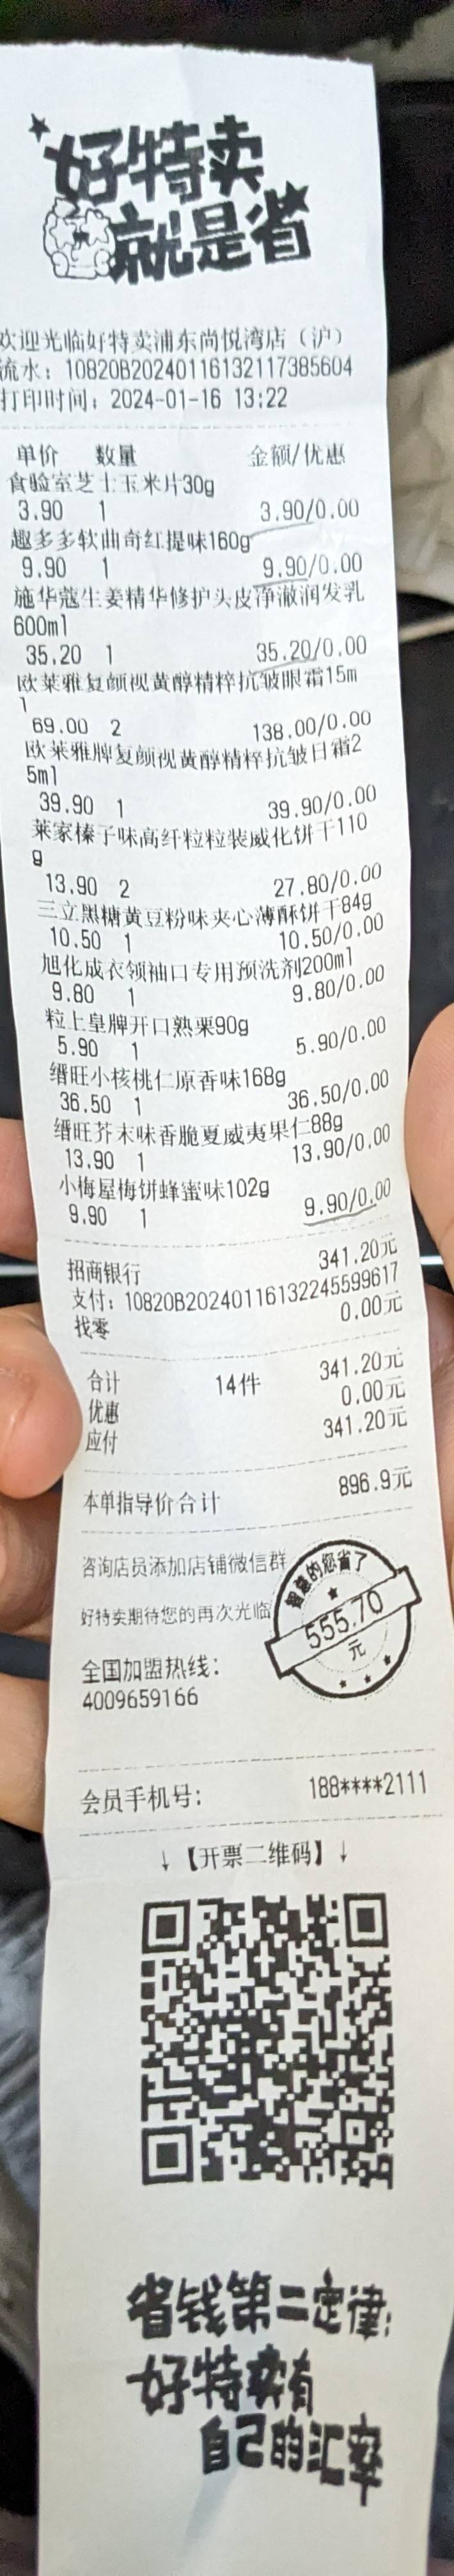 好特卖
就是省
欢迎光临好特卖浦东尚悦湾店（沪）
流水：10820B20240116132117385604
打印时间：2024-01-16 13:22
单价 数量 金额/优惠
食验室芝士玉米片30g
3.90 1 3.90/0.00
趣多多软曲奇红提味160g
9.90 1 9.90/0.00
施华蔻生姜精华修护头皮净澈润发乳
600ml
35.20 1 35.20/0.00
欧莱雅复颜视黄醇精粹抗皱眼霜15m
l
69.00 2 138.00/0.00
欧莱雅牌复颜视黄醇精粹抗皱日霜2
5ml
39.90 1 39.90/0.00
莱家榛子味高纤粒粒装威化饼干110
g
13.90 2 27.80/0.00
三立黑糖黄豆粉味夹心薄酥饼干84g
10.50 1 10.50/0.00
旭化成衣领袖口专用预洗剂200ml
9.80 1 9.80/0.00
粒上皇牌开口熟栗90g
5.90 1 5.90/0.00
缙旺小核桃仁原香味168g
36.50 1 36.50/0.00
缙旺芥末味香脆夏威夷果仁88g
13.90 1 13.90/0.00
小梅屋梅饼蜂蜜味102g
9.90 1 9.90/0.00
招商银行 341.20元
支付：10820B20240116132245599617
找零 0.00元
合计 14件 341.20元
优惠 0.00元
应付 341.20元
本单指导价合计 896.9元
咨询店员添加店铺微信群
好特卖期待您的再次光临
智慧的您省了
555.70
元
全国加盟热线：
4009659166
会员手机号： 188****2111
↓【开票二维码】↓
省钱第二定律：
好特卖有
自己的汇率